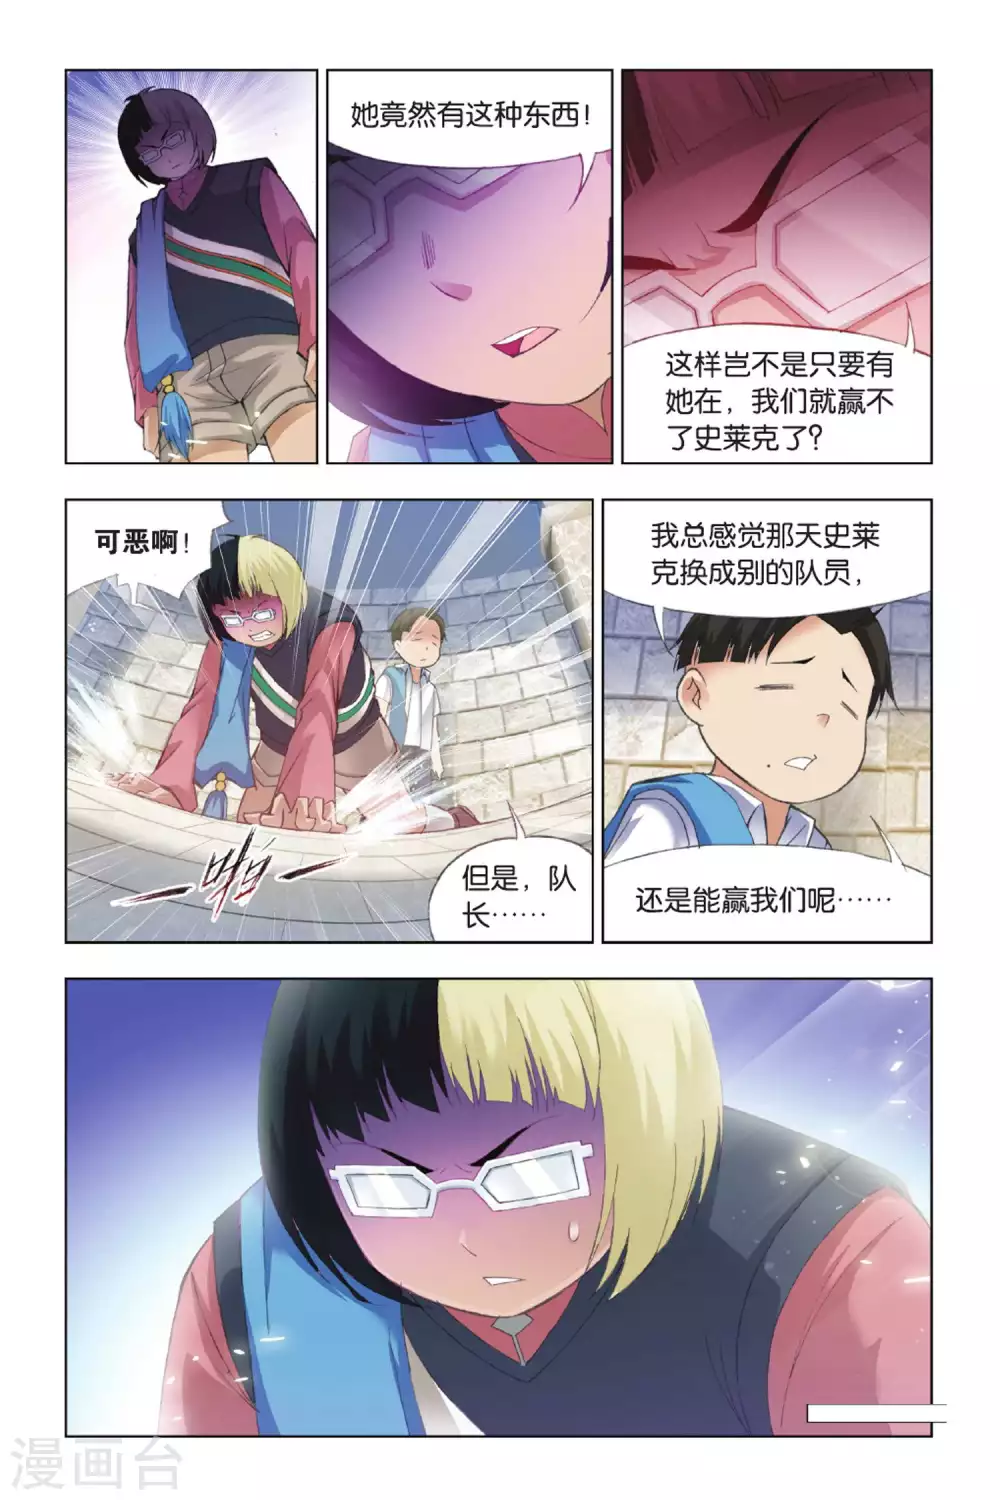 她竟然有这种东西！
这样岂不是只要有
她在，我们就赢不
了史莱克了？
可恶啊！
啪
但是，队
长……
我总感觉那天史莱
克换成别的队员，
还是能赢我们呢……
漫画台